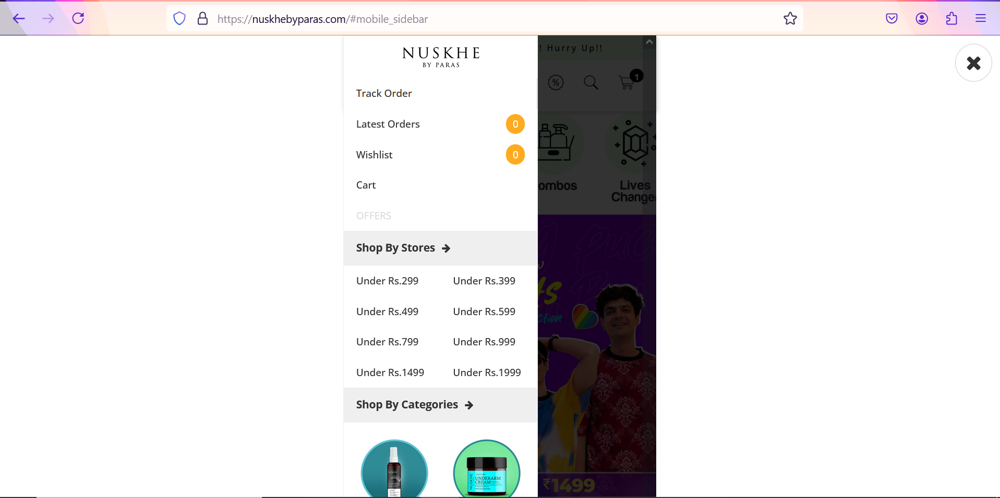 https://nuskhebyparas.com/#mobile_sidebar
NUSKHE
BY PARAS
! Hurry Up!!
1
Track Order
Latest Orders 0
Wishlist 0
Cart
OFFERS
ombos
Lives
Change
Shop By Stores
Under Rs.299 Under Rs.399
Under Rs.499 Under Rs.599
Under Rs.799 Under Rs.999
Under Rs.1499 Under Rs.1999
Shop By Categories
NUSKHE
UNDERARM
CREAM
₹1499